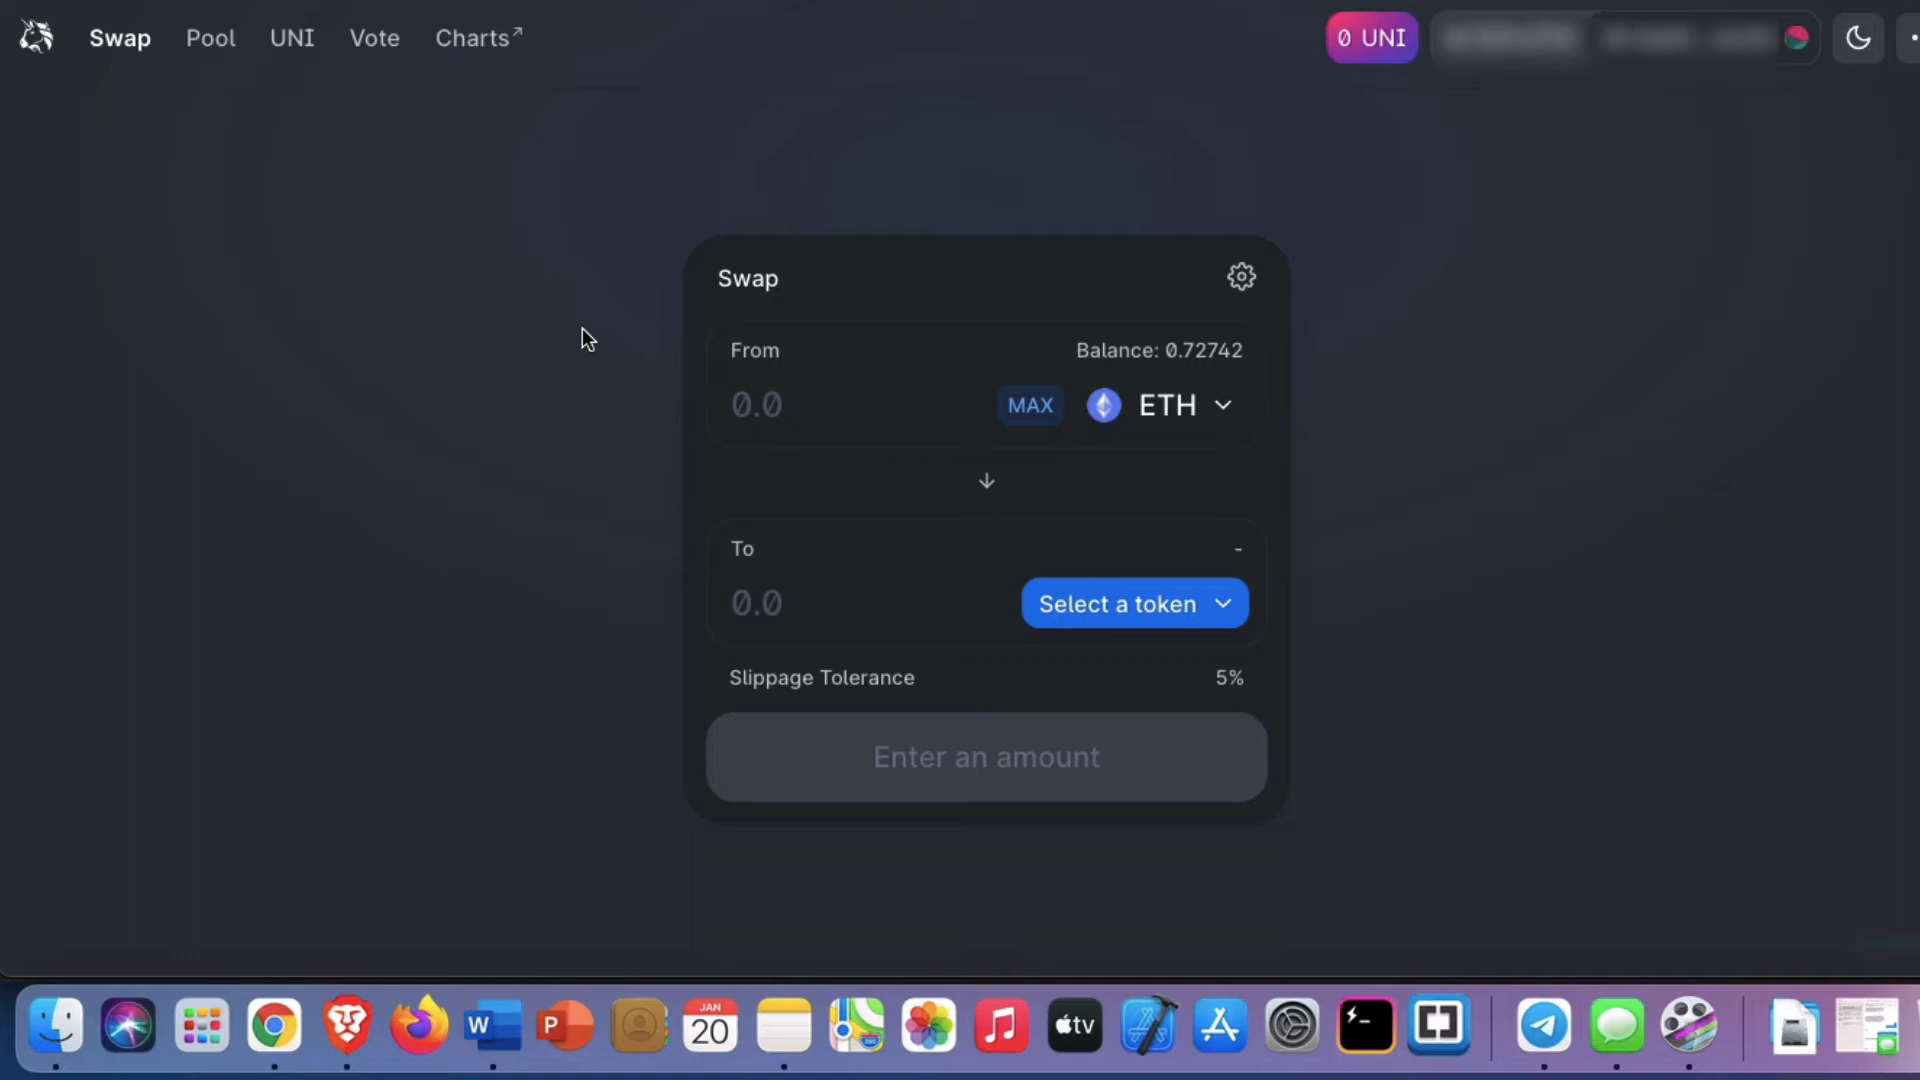 Swap Pool UNI Vote Charts↗ 0 UNI
Swap
From Balance: 0.72742
0.0 MAX ETH
To -
0.0 Select a token
Slippage Tolerance 5%
Enter an amount
W P JAN 20 tv